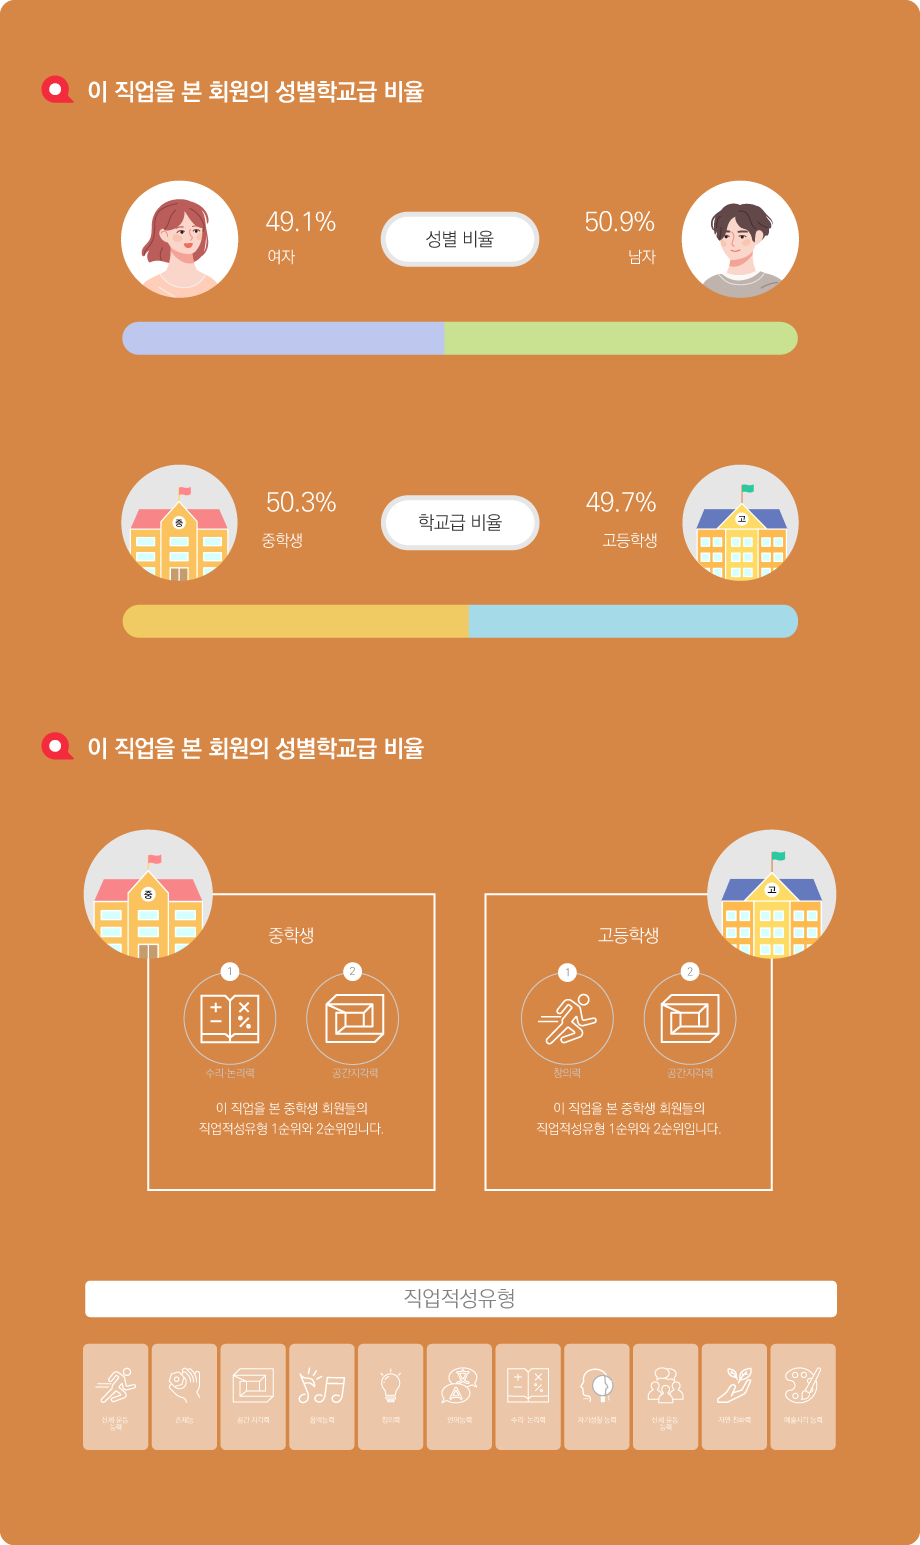 이 직업을 본 회원의 성별학교급 비율
49.1%
여자
성별 비율
50.9%
남자
중
50.3%
중학생
학교급 비율
49.7%
고등학생
고
이 직업을 본 회원의 성별학교급 비율
중
중학생
1
2
수리 논리력
공간지각력
이 직업을 본 중학생 회원들의
직업적성유형 1순위와 2순위입니다.
고
고등학생
1
2
창의력
공간지각력
이 직업을 본 중학생 회원들의
직업적성유형 1순위와 2순위입니다.
직업적성유형
신체·운동
능력
손재능
공간·지각력
음악능력
창의력
언어능력
수리·논리력
자기성찰 능력
신체·운동
능력
자연 친화력
예술시각 능력